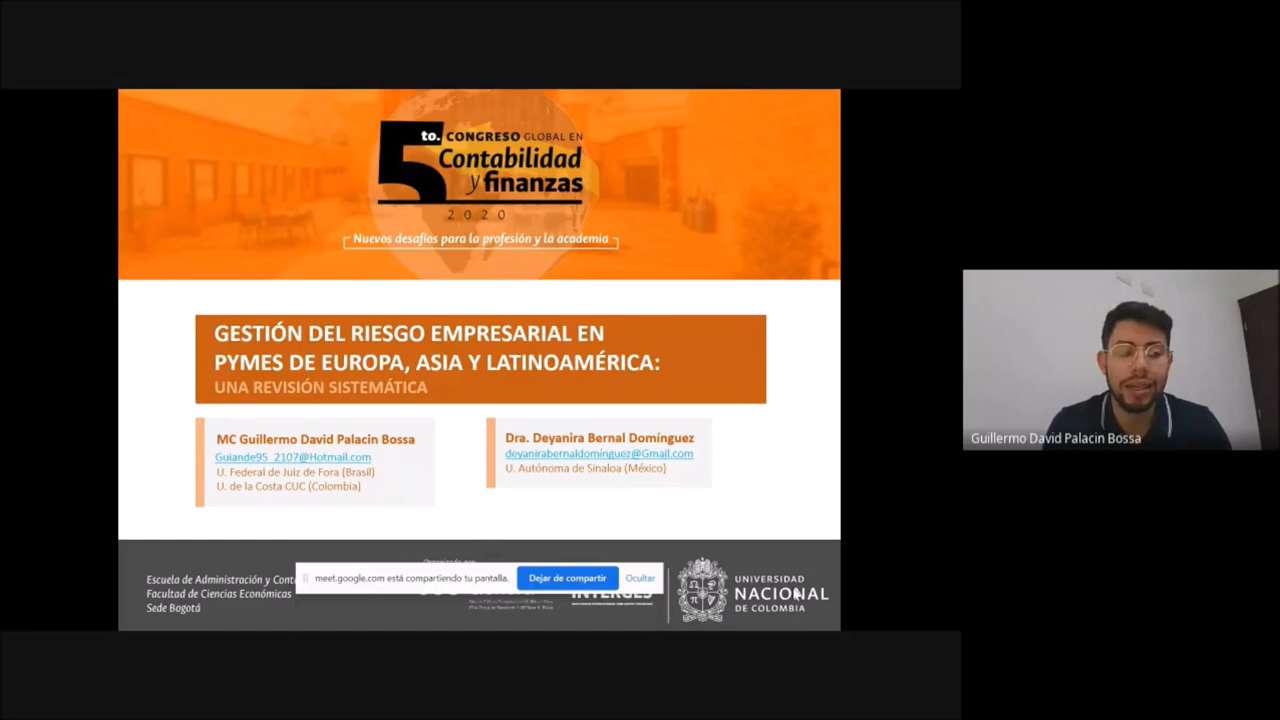 5to. CONGRESO GLOBAL EN
Contabilidad
y finanzas
2020
Nuevos desafíos para la profesión y la academia
GESTIÓN DEL RIESGO EMPRESARIAL EN
PYMES DE EUROPA, ASIA Y LATINOAMÉRICA:
UNA REVISIÓN SISTEMÁTICA
MC Guillermo David Palacin Bossa
Guiande95_2107@Hotmail.com
U. Federal de Juiz de Fora (Brasil)
U. de la Costa CUC (Colombia)
Dra. Deyanira Bernal Domínguez
deyanirabernaldomínguez@Gmail.com
U. Autónoma de Sinaloa (México)
Guillermo David Palacin Bossa
Escuela de Administración y Cont
Facultad de Ciencias Económicas
Sede Bogotá
meet.google.com está compartiendo tu pantalla.
Dejar de compartir
Ocultar
INTERGES
UNIVERSIDAD
NACIONAL
DE COLOMBIA